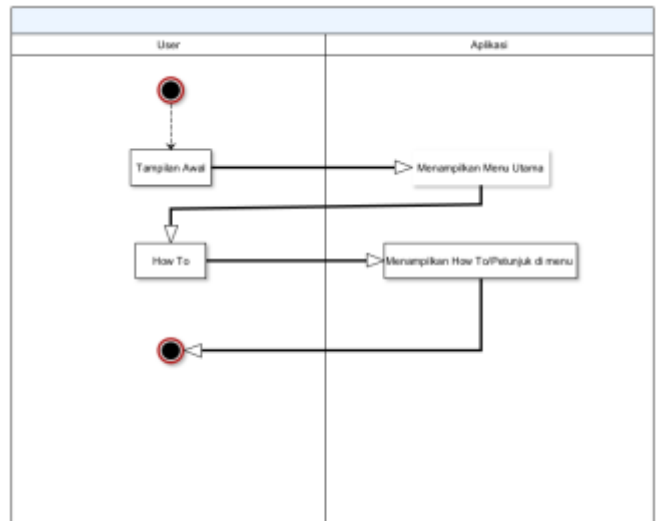 User
Aplikasi
Tampilan Awal
Menampilkan Menu Utama
How To
Menampilkan How To/Petunjuk di menu